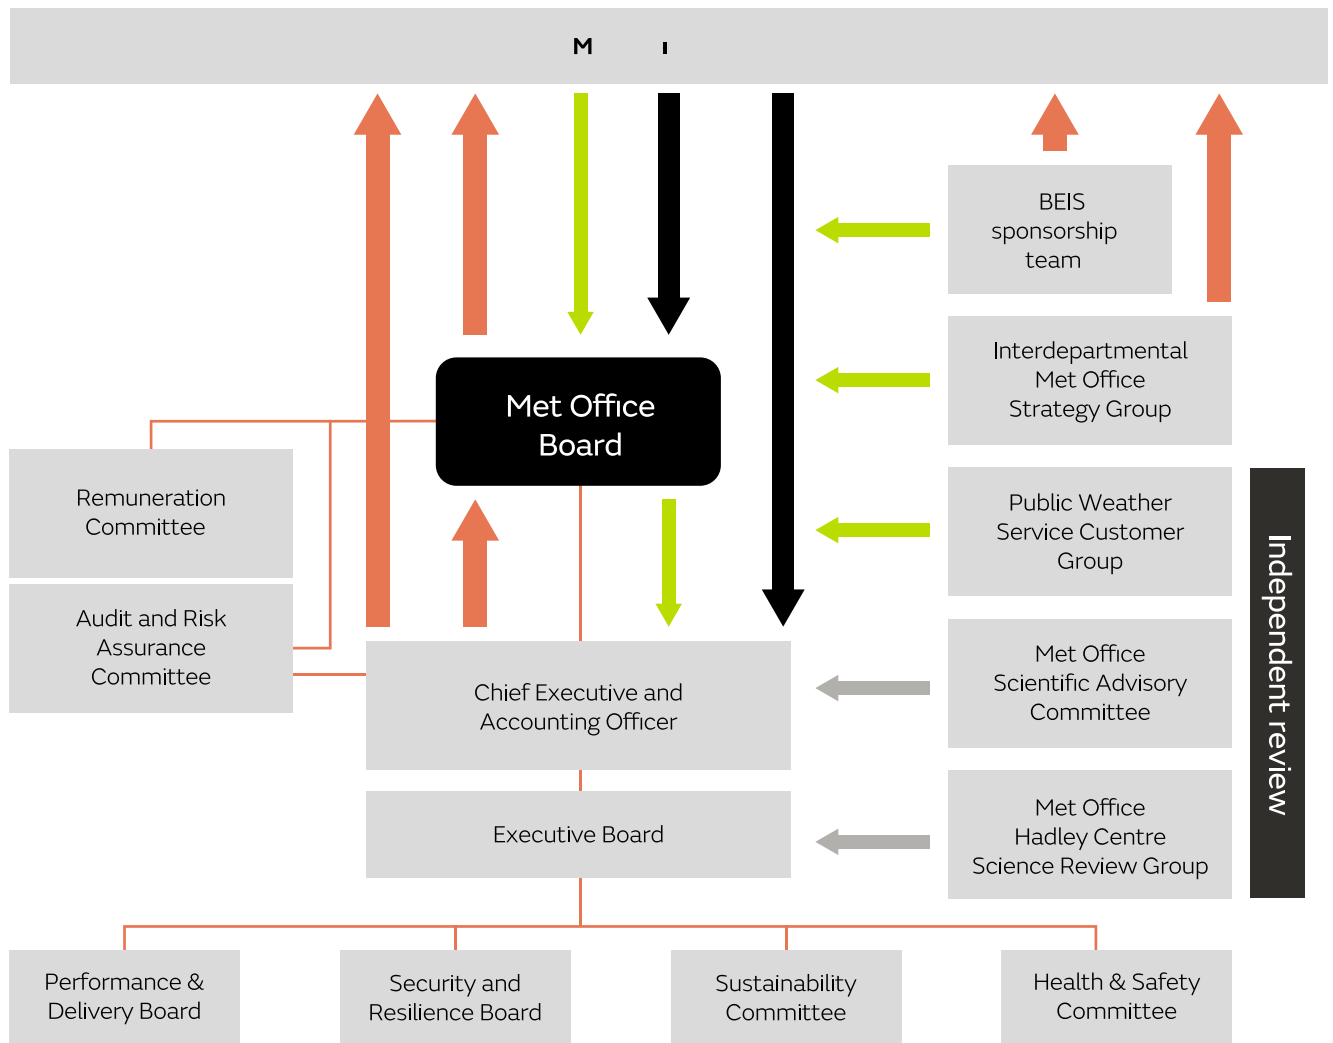 M I
BEIS
sponsorship
team
Interdepartmental
Met Office
Strategy Group
Met Office
Board
Remuneration
Committee
Public Weather
Service Customer
Group
Independent review
Audit and Risk
Assurance
Committee
Chief Executive and
Accounting Officer
Met Office
Scientific Advisory
Committee
Executive Board
Met Office
Hadley Centre
Science Review Group
Performance &
Delivery Board
Security and
Resilience Board
Sustainability
Committee
Health & Safety
Committee